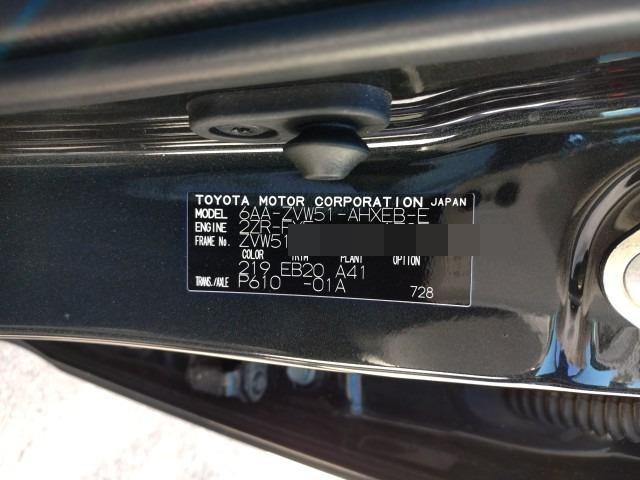 TOYOTA MOTOR CORPORATION JAPAN
MODEL 6AA-ZVW51-AHXEB-E
ENGINE 2ZR-
FRAME No. ZVW51
COLOR TRIM PLANT OPTION
219 EB20 A41
TRANS./AXLE P610 -01A 728